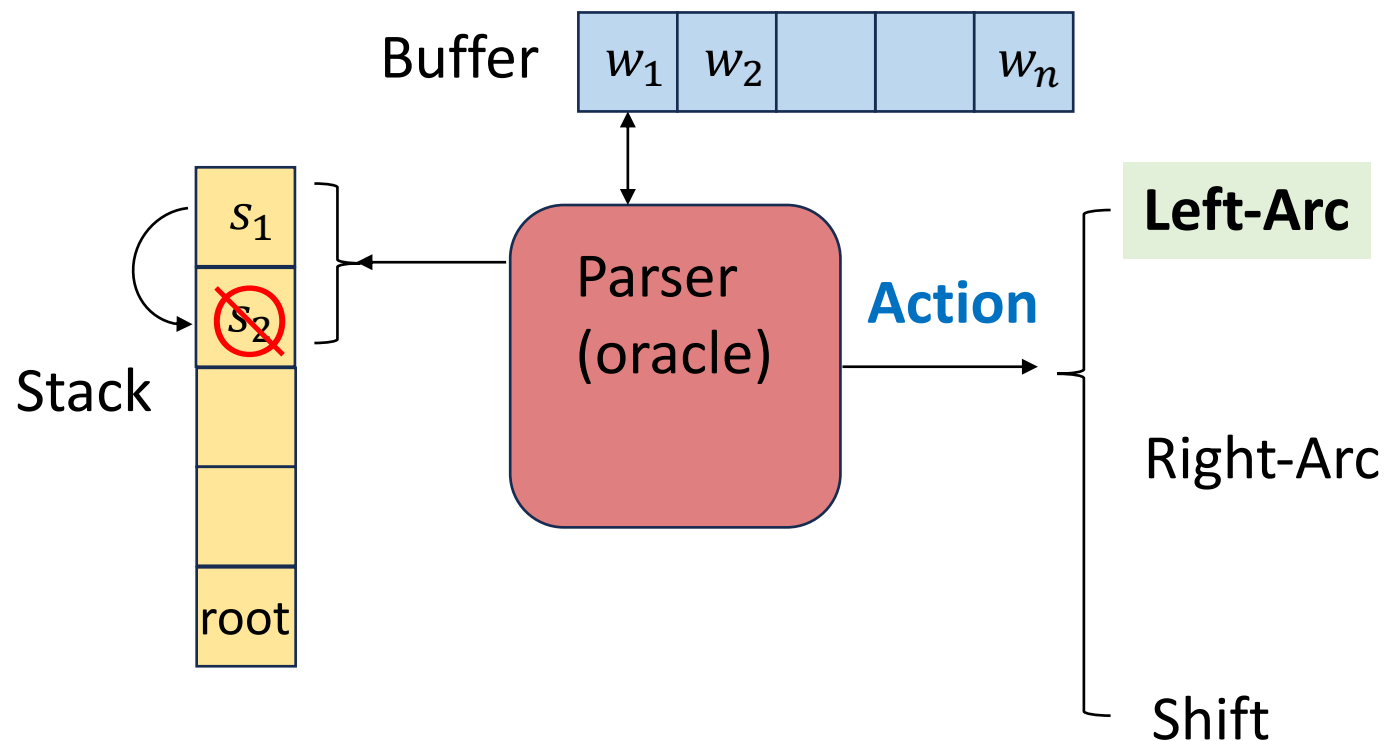 Buffer w₁ w₂ wₙ
s₁
s₂
Stack
root
Parser
(oracle)
Action
Left-Arc
Right-Arc
Shift